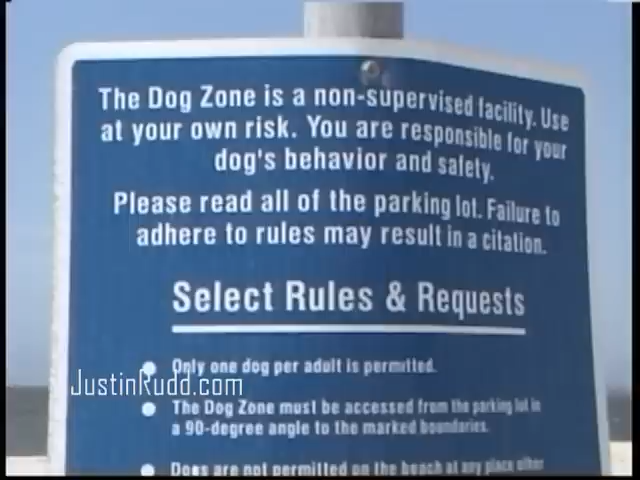 The Dog Zone is a non-supervised facility. Use
at your own risk. You are responsible for your
dog's behavior and safety.
Please read all of the parking lot. Failure to
adhere to rules may result in a citation.
Select Rules & Requests
• Only one dog per adult is permitted.
JustinRudd.com
• The Dog Zone must be accessed from the parking lot in
a 90-degree angle to the marked boundaries.
• Dogs are not permitted on the beach at any place other